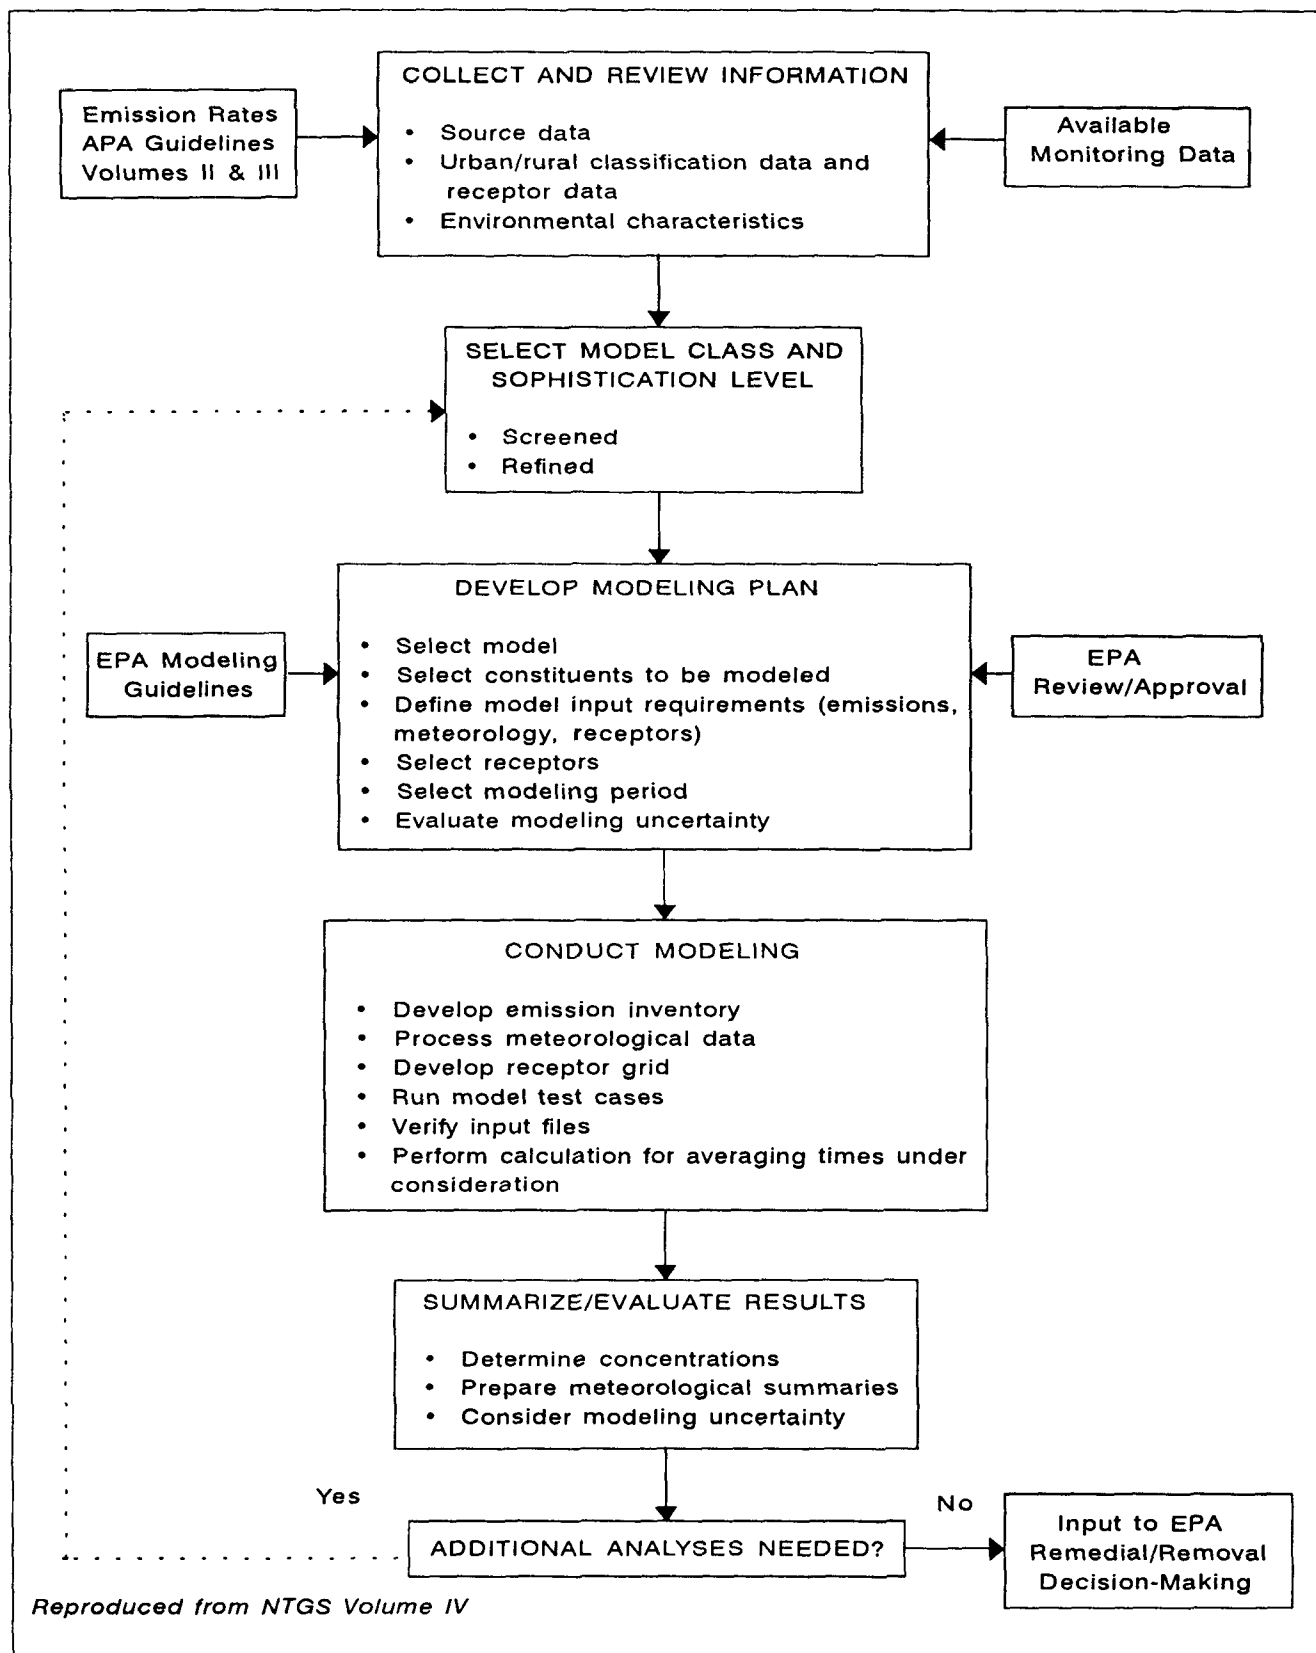 COLLECT AND REVIEW INFORMATION
• Source data
• Urban/rural classification data and
receptor data
• Environmental characteristics
Emission Rates
APA Guidelines
Volumes II & III
Available
Monitoring Data
SELECT MODEL CLASS AND
SOPHISTICATION LEVEL
• Screened
• Refined
DEVELOP MODELING PLAN
• Select model
• Select constituents to be modeled
• Define model input requirements (emissions,
meteorology, receptors)
• Select receptors
• Select modeling period
• Evaluate modeling uncertainty
EPA Modeling
Guidelines
EPA
Review/Approval
CONDUCT MODELING
• Develop emission inventory
• Process meteorological data
• Develop receptor grid
• Run model test cases
• Verify input files
• Perform calculation for averaging times under
consideration
SUMMARIZE/EVALUATE RESULTS
• Determine concentrations
• Prepare meteorological summaries
• Consider modeling uncertainty
Yes
No
ADDITIONAL ANALYSES NEEDED?
Input to EPA
Remedial/Removal
Decision-Making
Reproduced from NTGS Volume IV